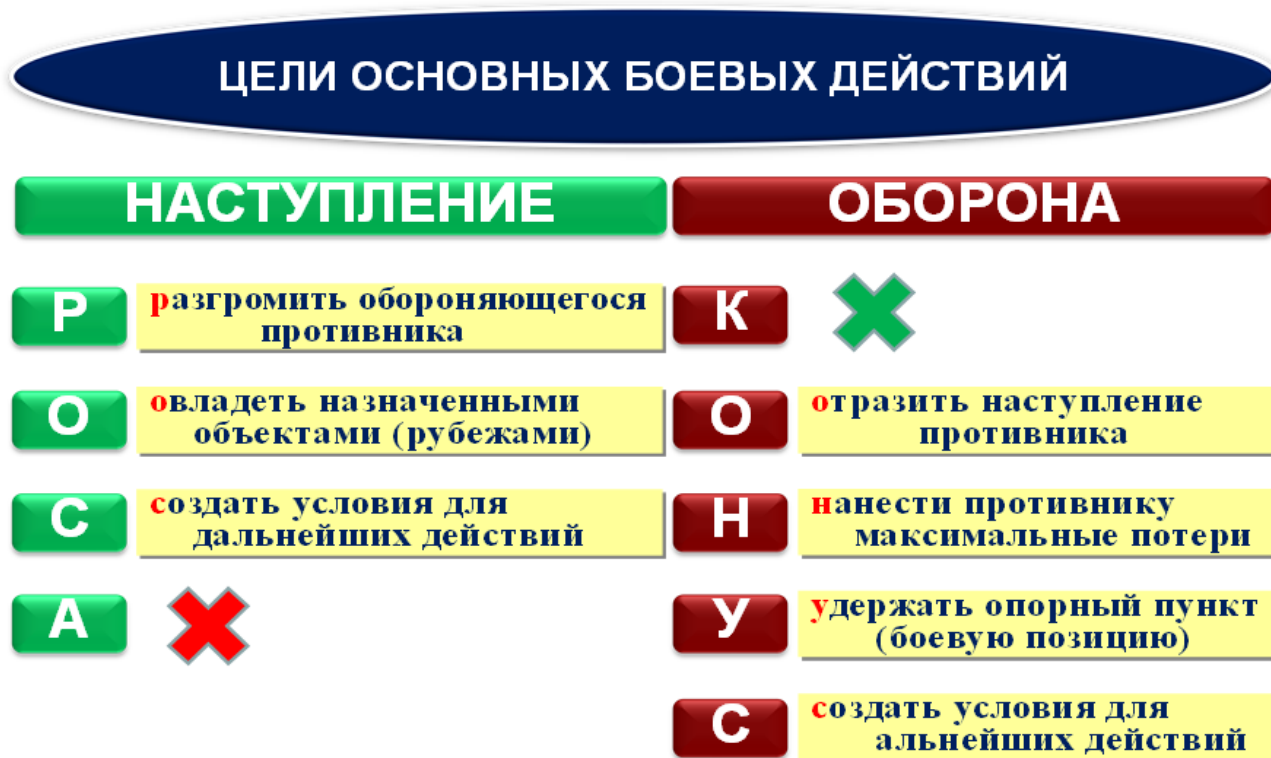 ЦЕЛИ ОСНОВНЫХ БОЕВЫХ ДЕЙСТВИЙ
НАСТУПЛЕНИЕ
Р
разгромить обороняющегося
противника
О
овладеть назначенными
объектами (рубежами)
С
создать условия для
дальнейших действий
А
ОБОРОНА
К
О
отразить наступление
противника
Н
нанести противнику
максимальные потери
У
удержать опорный пункт
(боевую позицию)
С
создать условия для
альнейших действий